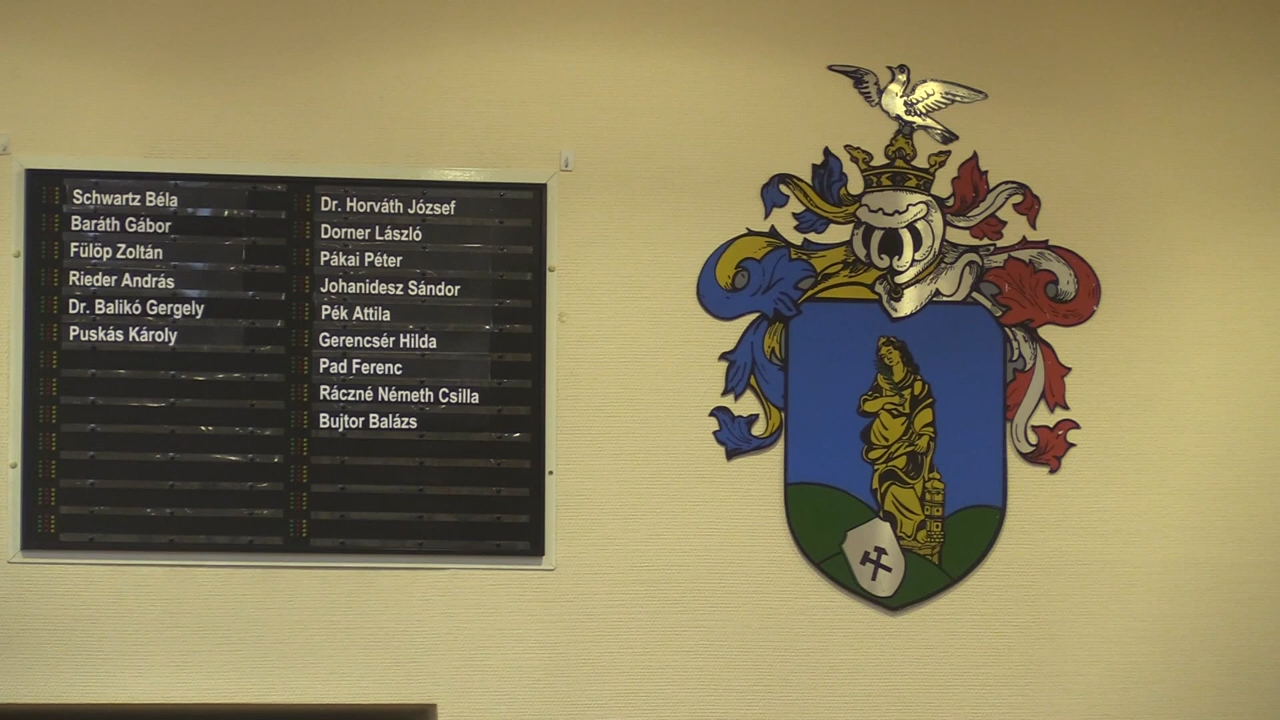 Schwartz Béla
Baráth Gábor
Fülöp Zoltán
Rieder András
Dr. Balikó Gergely
Puskás Károly
Dr. Horváth József
Dorner László
Pákai Péter
Johanidesz Sándor
Pék Attila
Gerencsér Hilda
Pad Ferenc
Ráczné Németh Csilla
Bujtor Balázs